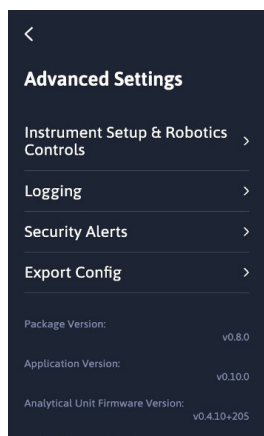 Advanced Settings
Instrument Setup & Robotics
Controls
Logging
Security Alerts
Export Config
Package Version:
v0.8.0
Application Version:
v0.10.0
Analytical Unit Firmware Version:
v0.4.10+205